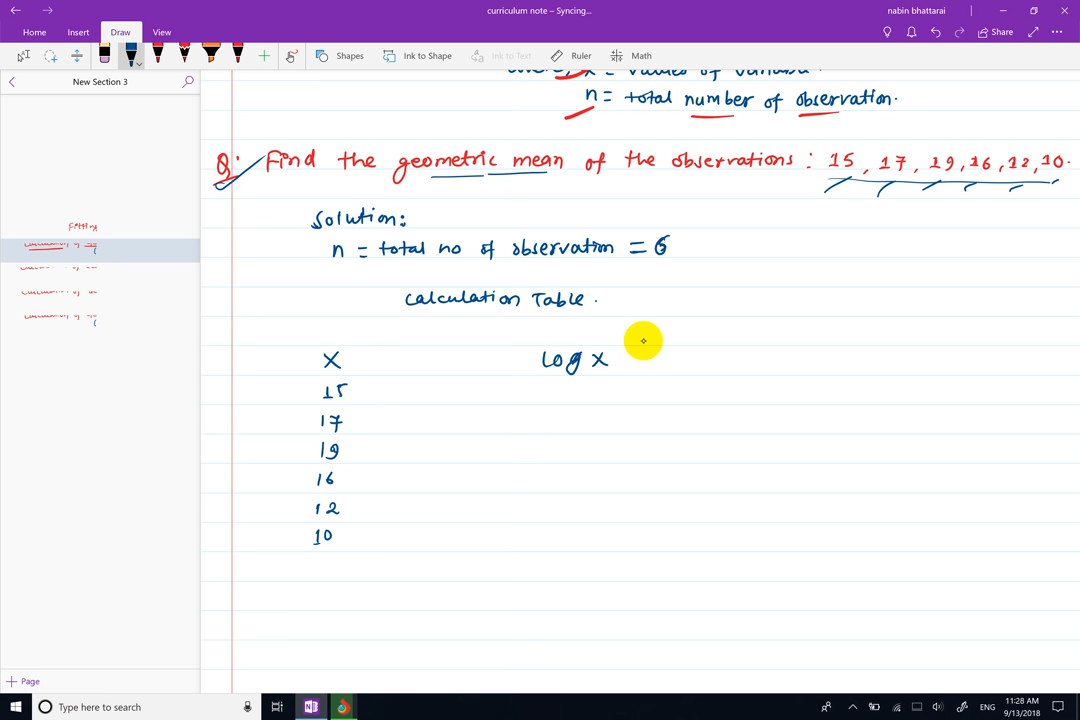 curriculum note – Syncing...
nabin bhattarai
Home Insert Draw View
Share
Shapes Ink to Shape Ink to Text Ruler Math
New Section 3
x = values of variable.
n = total number of observation.
Q: Find the geometric mean of the observations: 15, 17, 19, 16, 12, 10.
Solution:
n = total no of observation = 6
Calculation Table.
X log x
15
17
19
16
12
10
Page
Type here to search
ENG
11:28 AM
9/13/2018